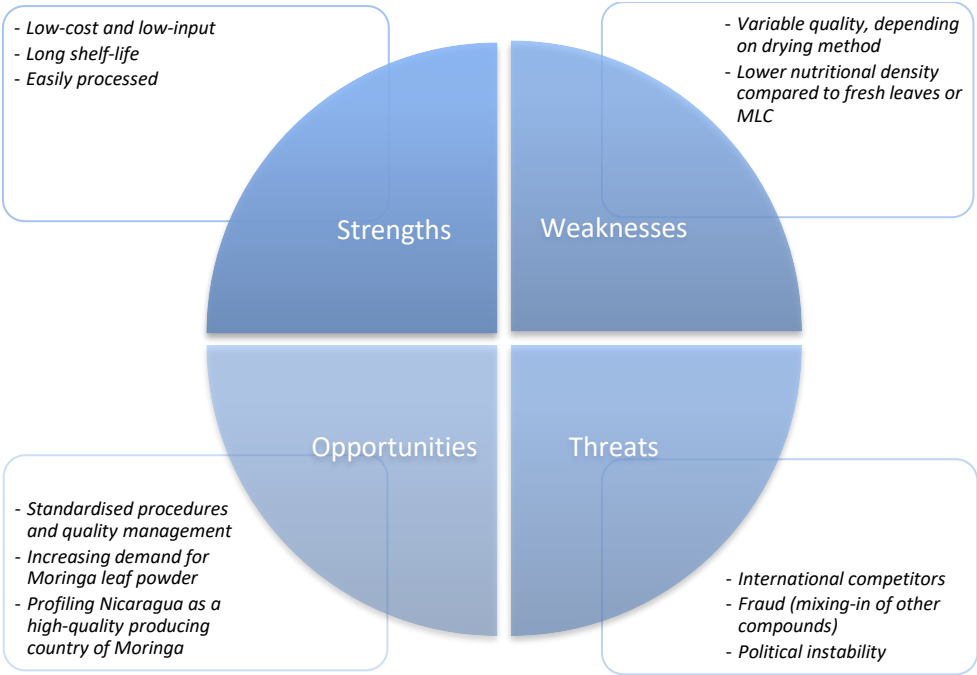 - Low-cost and low-input
- Long shelf-life
- Easily processed
- Variable quality, depending
on drying method
- Lower nutritional density
compared to fresh leaves or
MLC
Strengths
Weaknesses
Opportunities
Threats
- Standardised procedures
and quality management
- Increasing demand for
Moringa leaf powder
- Profiling Nicaragua as a
high-quality producing
country of Moringa
- International competitors
- Fraud (mixing-in of other
compounds)
- Political instability